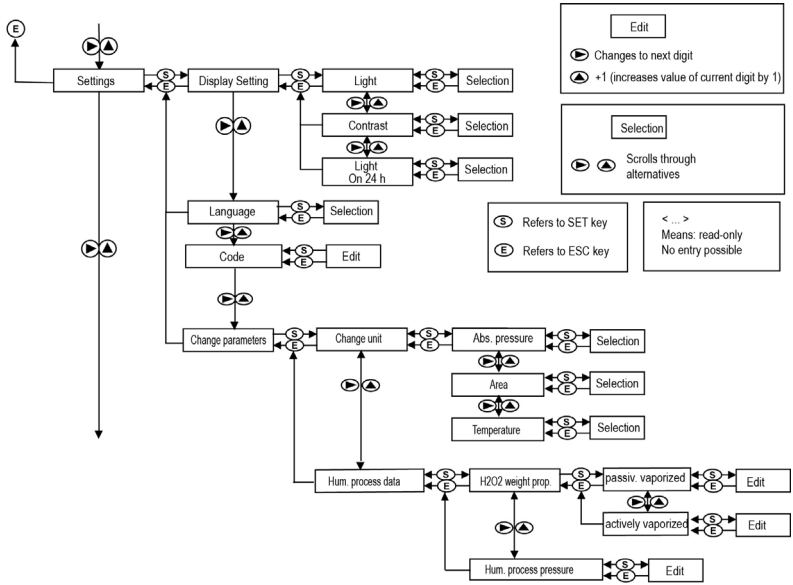 E
Edit
Changes to next digit
+1 (increases value of current digit by 1)
Settings
S
E
Display Setting
S
E
Light
S
E
Selection
Contrast
S
E
Selection
Light
On 24 h
S
E
Selection
Selection
Scrolls through
alternatives
Language
S
E
Selection
Code
S
E
Edit
S Refers to SET key
E Refers to ESC key
< ... >
Means: read-only
No entry possible
Change parameters
S
E
Change unit
S
E
Abs. pressure
S
E
Selection
Area
S
E
Selection
Temperature
S
E
Selection
Hum. process data
S
E
H2O2 weight prop.
S
E
passiv. vaporized
S
E
Edit
actively vaporized
S
E
Edit
Hum. process pressure
S
E
Edit